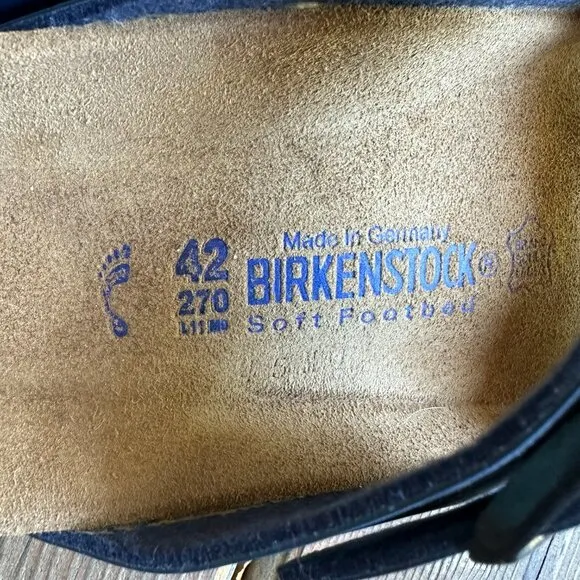 Made In Germany
42 BIRKENSTOCK®
270
L11 M9
Soft Footbed